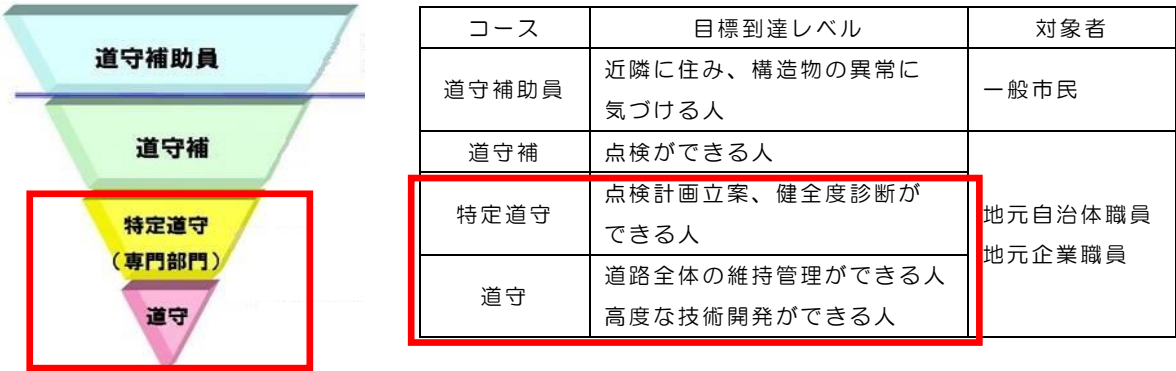 道守補助員
道守補
特定道守
(専門部門)
道守
コース
目標到達レベル
対象者
道守補助員
近隣に住み、構造物の異常に
気づける人
一般市民
道守補
点検ができる人
特定道守
点検計画立案、健全度診断が
できる人
道守
道路全体の維持管理ができる人
高度な技術開発ができる人
地元自治体職員
地元企業職員